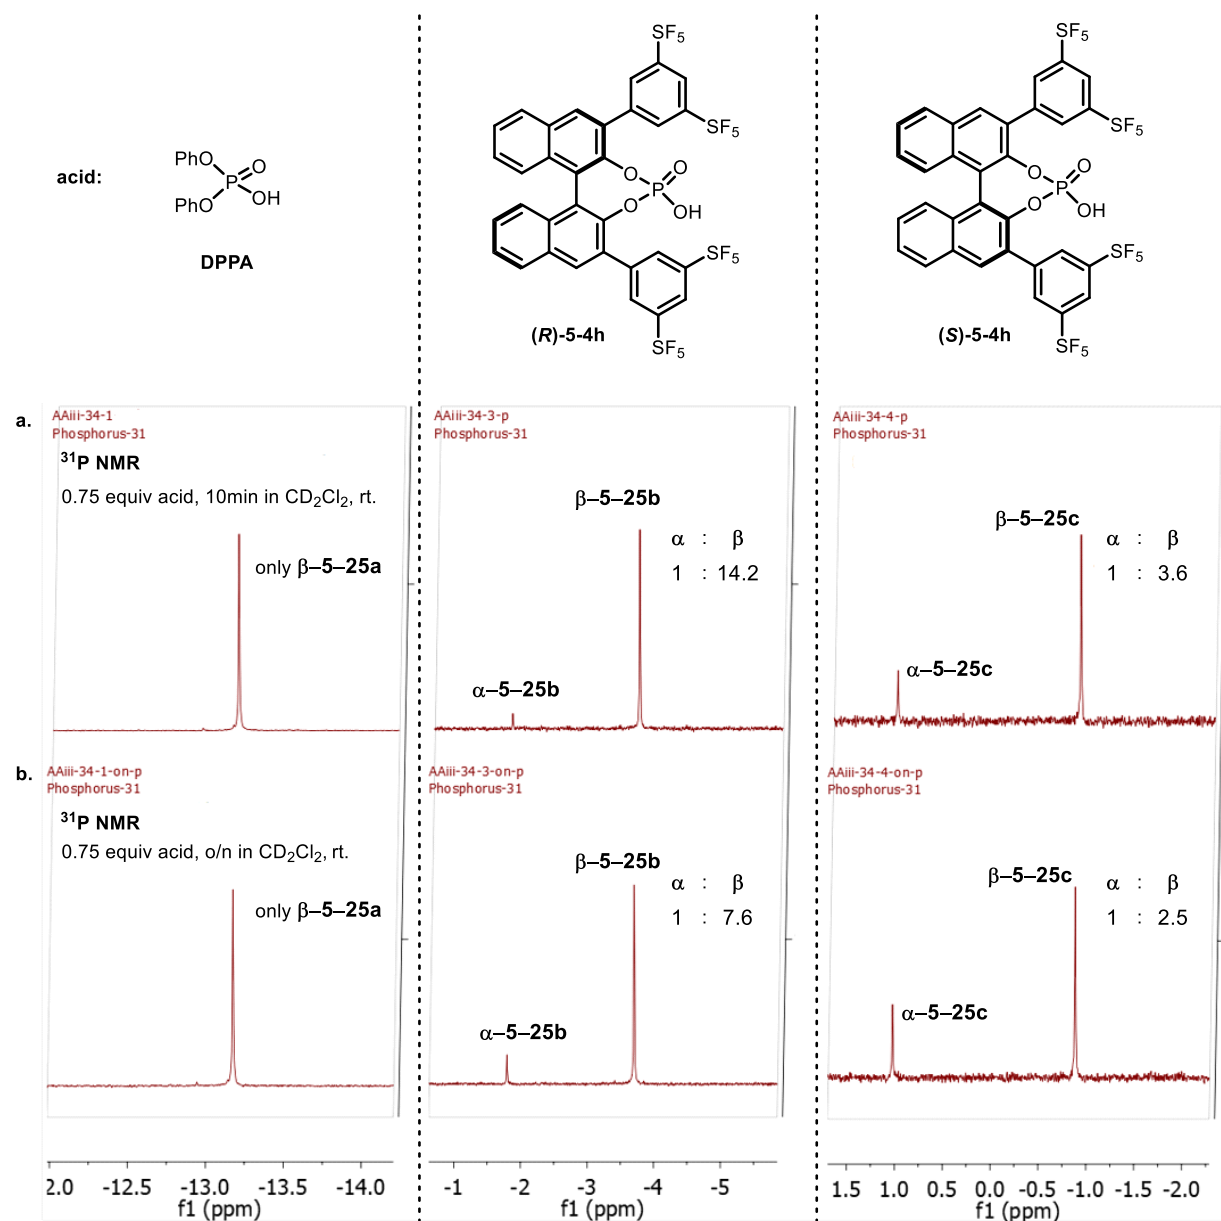 acid:
PhO
O
P
PhO
OH
DPPA
SF5
SF5
O
O
P
O
OH
SF5
SF5
(R)-5-4h
SF5
SF5
O
O
P
O
OH
SF5
SF5
(S)-5-4h
a.
AAiii-34-1
Phosphorus-31
31P NMR
0.75 equiv acid, 10min in CD2Cl2, rt.
only β–5–25a
AAiii-34-3-p
Phosphorus-31
β–5–25b
α : β
1 : 14.2
α–5–25b
AAiii-34-4-p
Phosphorus-31
β–5–25c
α : β
1 : 3.6
α–5–25c
b.
AAiii-34-1-on-p
Phosphorus-31
31P NMR
0.75 equiv acid, o/n in CD2Cl2, rt.
only β–5–25a
AAiii-34-3-on-p
Phosphorus-31
β–5–25b
α : β
1 : 7.6
α–5–25b
AAiii-34-4-on-p
Phosphorus-31
β–5–25c
α : β
1 : 2.5
α–5–25c
2.0 -12.5 -13.0 -13.5 -14.0
f1 (ppm)
-1 -2 -3 -4 -5
f1 (ppm)
1.5 1.0 0.5 0.0 -0.5 -1.0 -1.5 -2.0
f1 (ppm)